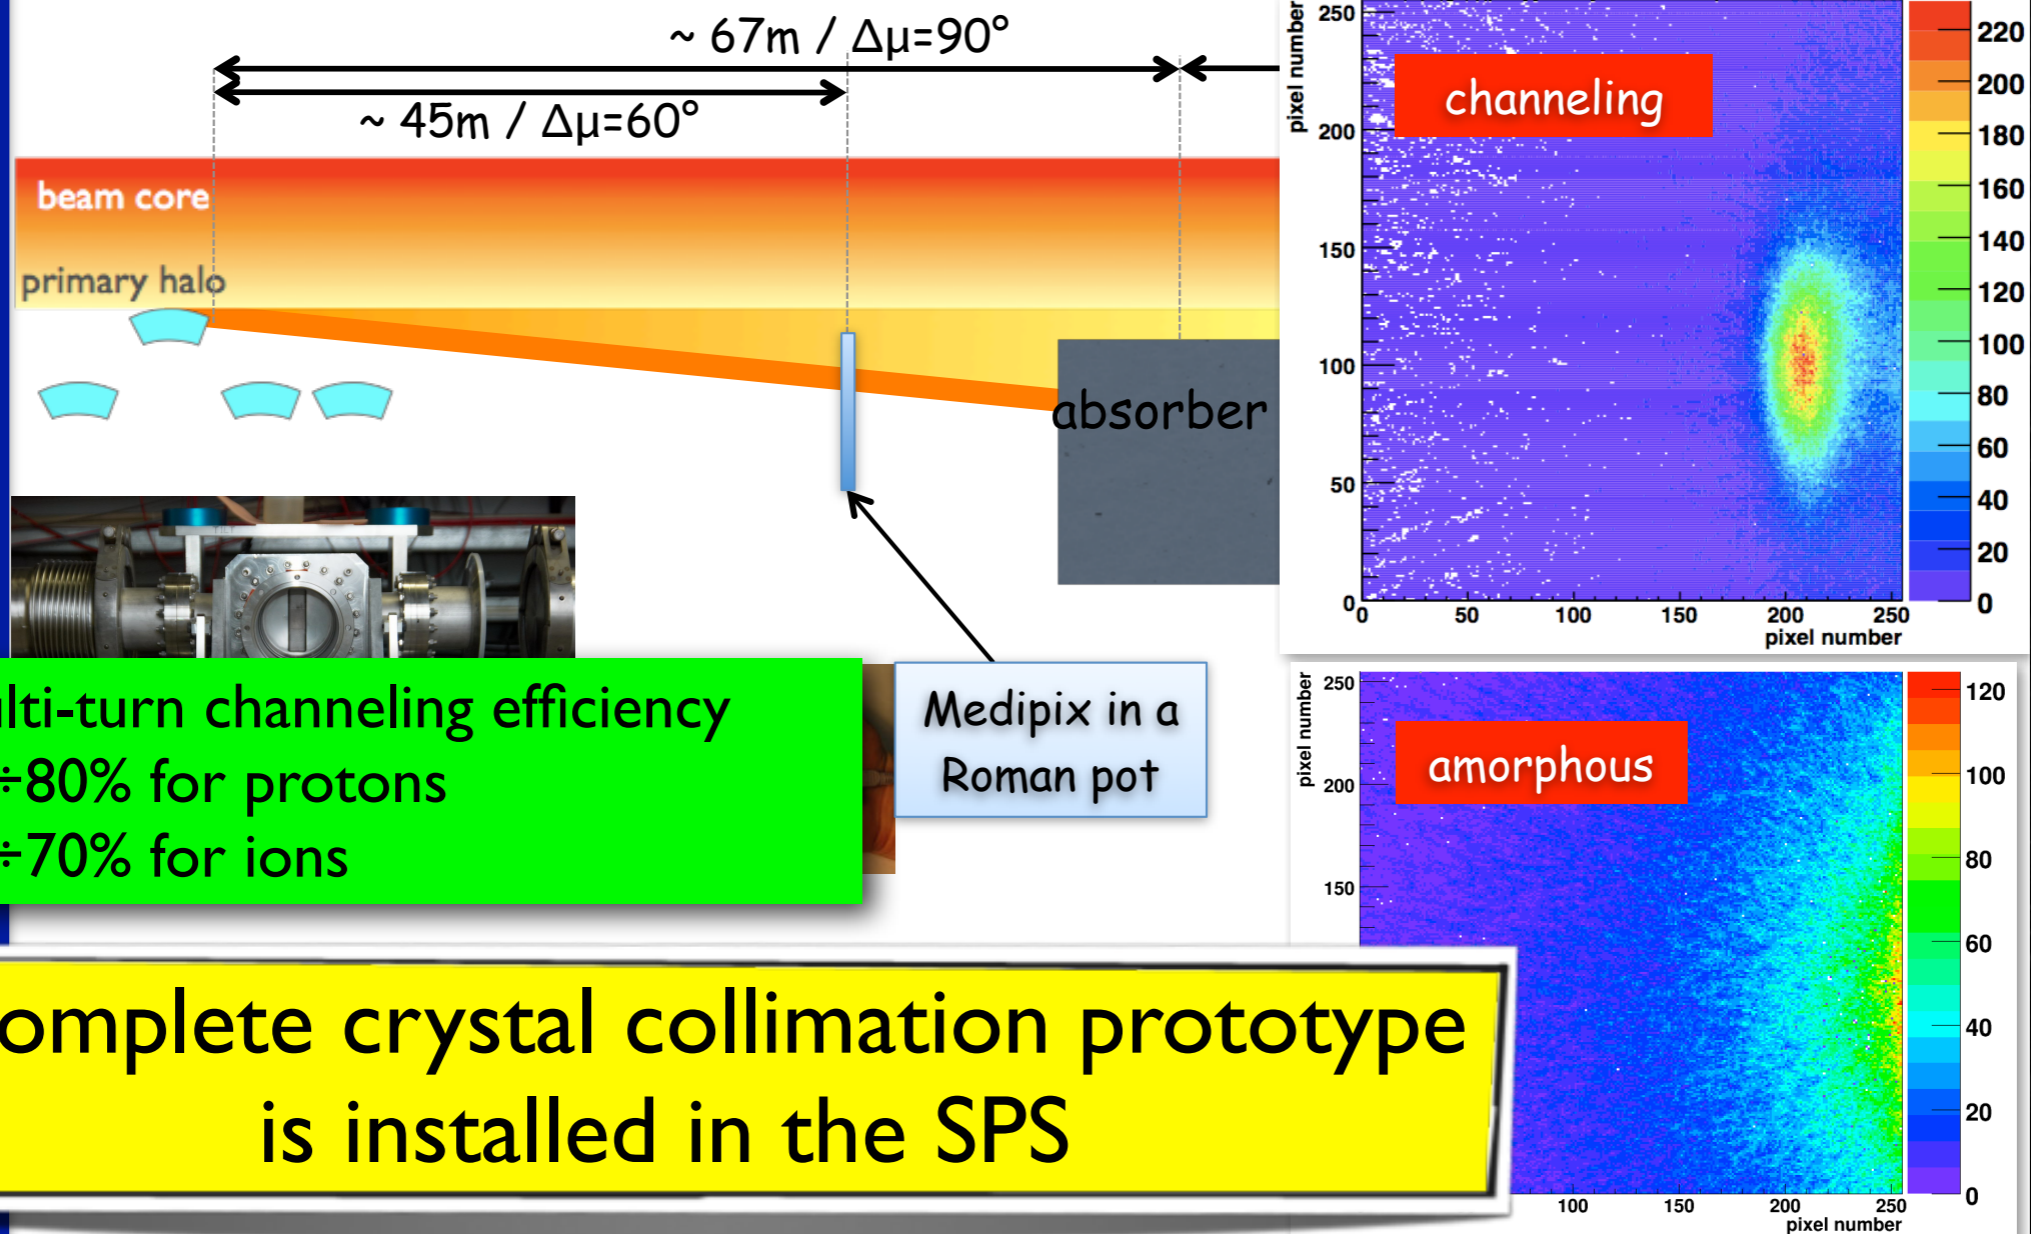 ~ 67m / Δµ=90°
~ 45m / Δµ=60°
beam core
primary halo
absorber
Medipix in a
Roman pot
channeling efficiency
÷80% for protons
÷70% for ions
crystal collimation prototype
is installed in the SPS
channeling
pixel number
250
200
150
100
50
0
0 50 100 150 200 250
pixel number
220
200
180
160
140
120
100
80
60
40
20
0
amorphous
pixel number
250
200
150
100 150 200 250
pixel number
120
100
80
60
40
20
0